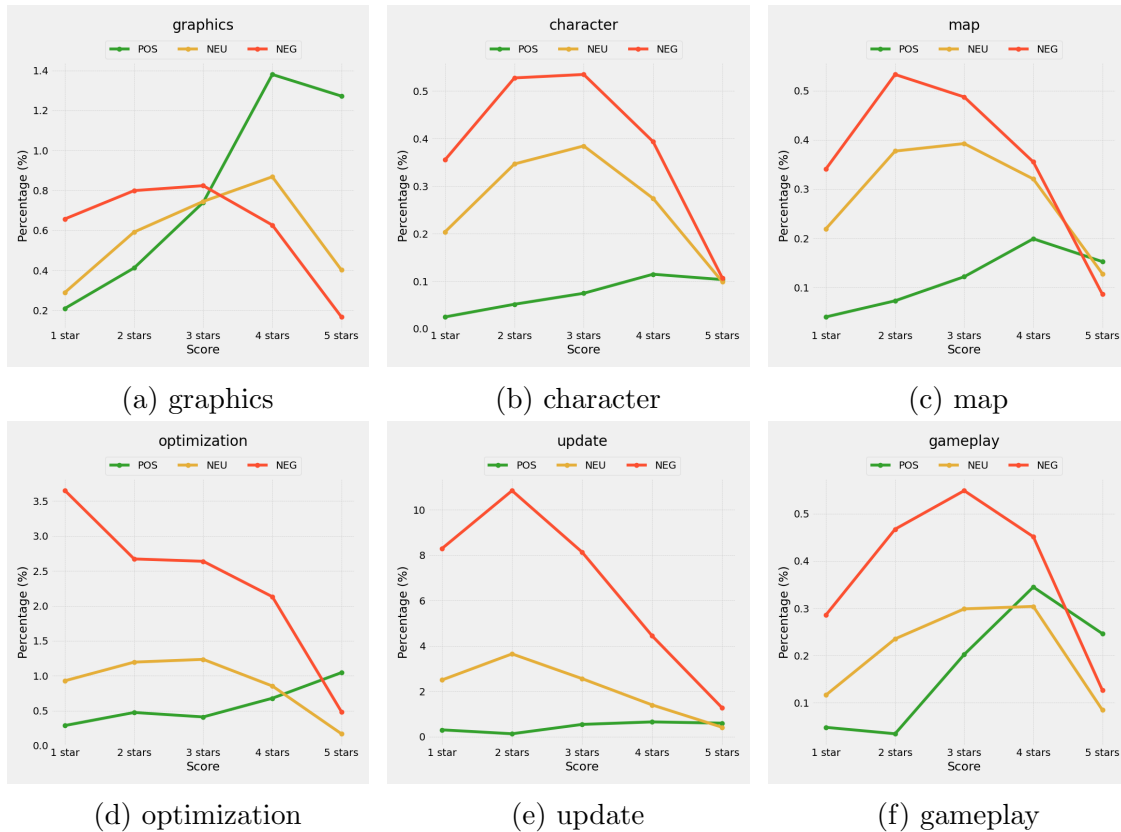 graphics
POS NEU NEG
1.4
1.2
1.0
0.8
0.6
0.4
0.2
Percentage (%)
1 star 2 stars 3 stars 4 stars 5 stars
Score
(a) graphics
character
POS NEU NEG
0.5
0.4
0.3
0.2
0.1
0.0
Percentage (%)
1 star 2 stars 3 stars 4 stars 5 stars
Score
(b) character
map
POS NEU NEG
0.5
0.4
0.3
0.2
0.1
Percentage (%)
1 star 2 stars 3 stars 4 stars 5 stars
Score
(c) map
optimization
POS NEU NEG
3.5
3.0
2.5
2.0
1.5
1.0
0.5
0.0
Percentage (%)
1 star 2 stars 3 stars 4 stars 5 stars
Score
(d) optimization
update
POS NEU NEG
10
8
6
4
2
0
Percentage (%)
1 star 2 stars 3 stars 4 stars 5 stars
Score
(e) update
gameplay
POS NEU NEG
0.5
0.4
0.3
0.2
0.1
Percentage (%)
1 star 2 stars 3 stars 4 stars 5 stars
Score
(f) gameplay